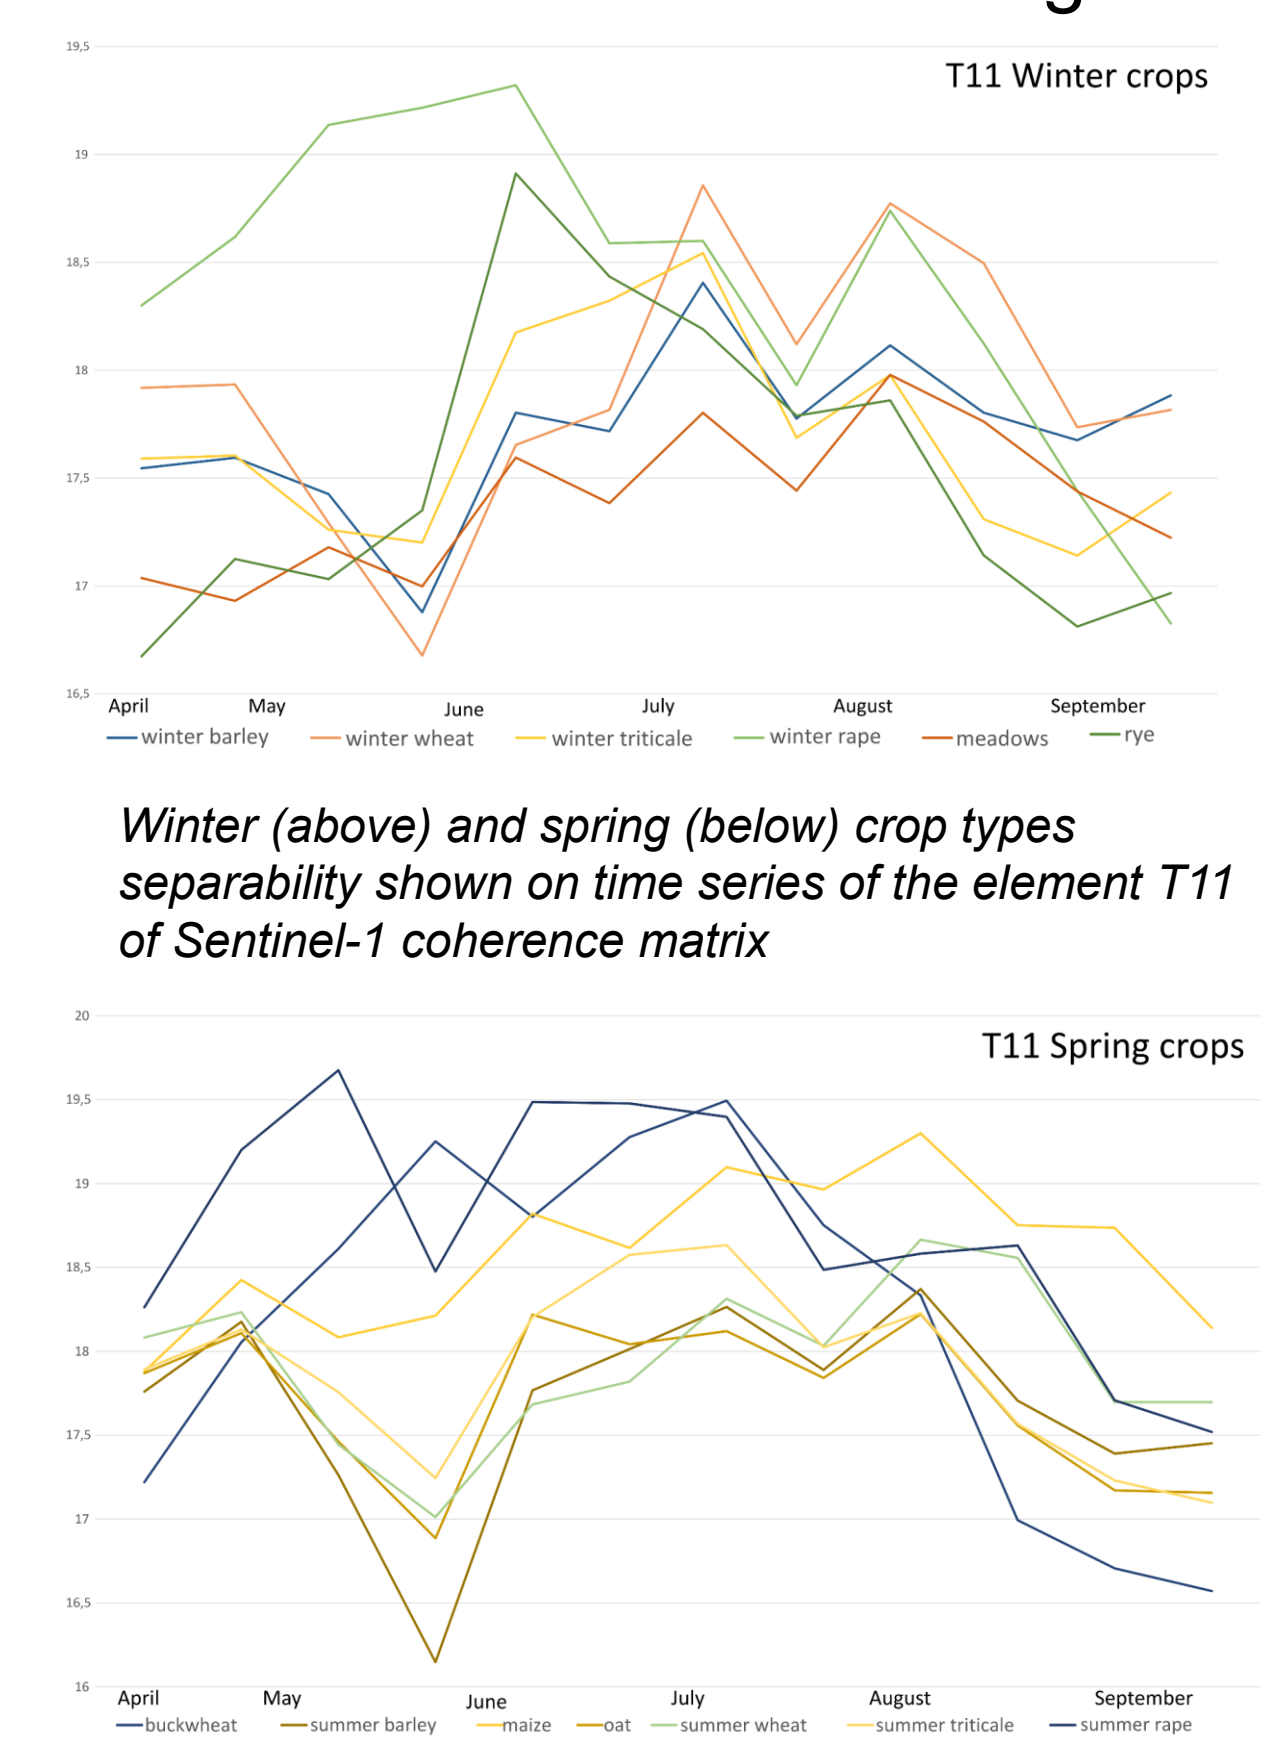 19,5
T11 Winter crops
19
18,5
18
17,5
17
16,5
April May June July August September
winter barley winter wheat winter triticale winter rape meadows rye
Winter (above) and spring (below) crop types
separability shown on time series of the element T11
of Sentinel-1 coherence matrix
20
T11 Spring crops
19,5
19
18,5
18
17,5
17
16,5
16
April May June July August September
buckwheat summer barley maize oat summer wheat summer triticale summer rape